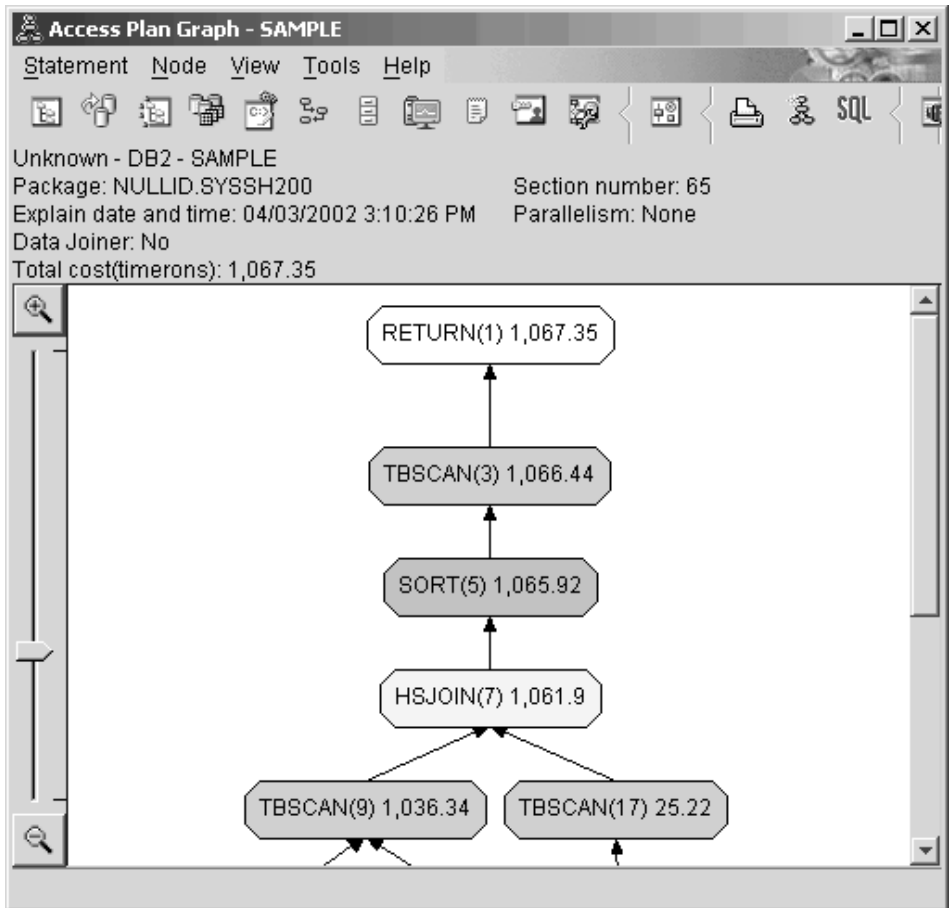 Access Plan Graph - SAMPLE
Statement Node View Tools Help
SQL
Unknown - DB2 - SAMPLE
Package: NULLID.SYSSH200 Section number: 65
Explain date and time: 04/03/2002 3:10:26 PM Parallelism: None
Data Joiner: No
Total cost(timerons): 1,067.35
RETURN(1) 1,067.35
TBSCAN(3) 1,066.44
SORT(5) 1,065.92
HSJOIN(7) 1,061.9
TBSCAN(9) 1,036.34 TBSCAN(17) 25.22